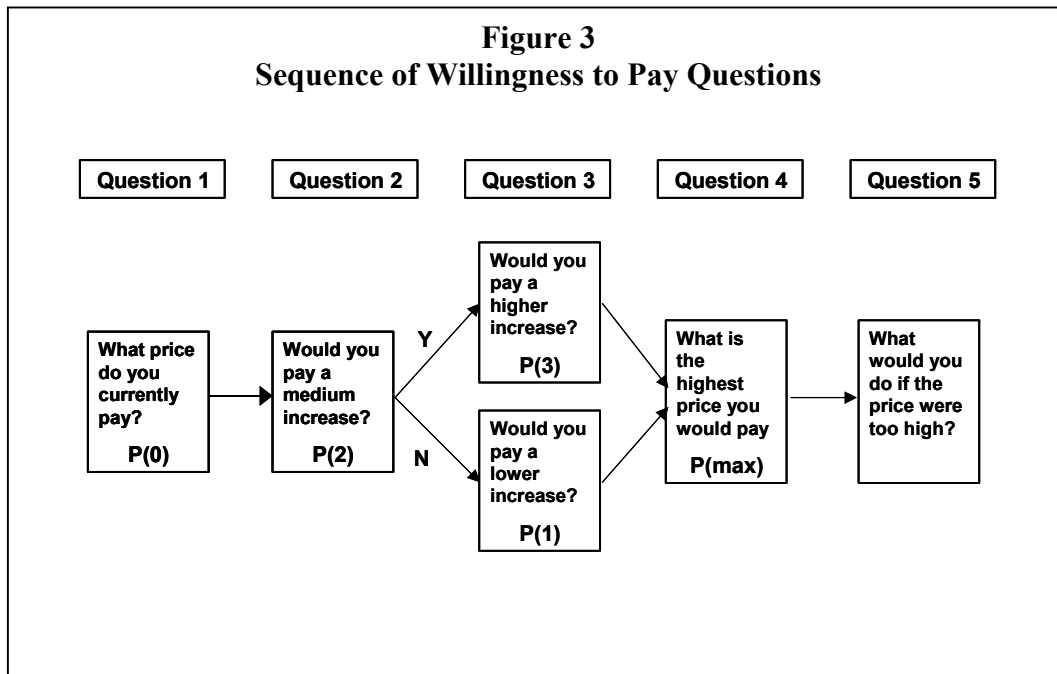 Figure 3
Sequence of Willingness to Pay Questions
Question 1
Question 2
Question 3
Question 4
Question 5
What price
do you
currently
pay?
P(0)
Would you
pay a
medium
increase?
P(2)
Y
N
Would you
pay a
higher
increase?
P(3)
Would you
pay a
lower
increase?
P(1)
What is
the
highest
price you
would pay
P(max)
What
would you
do if the
price were
too high?